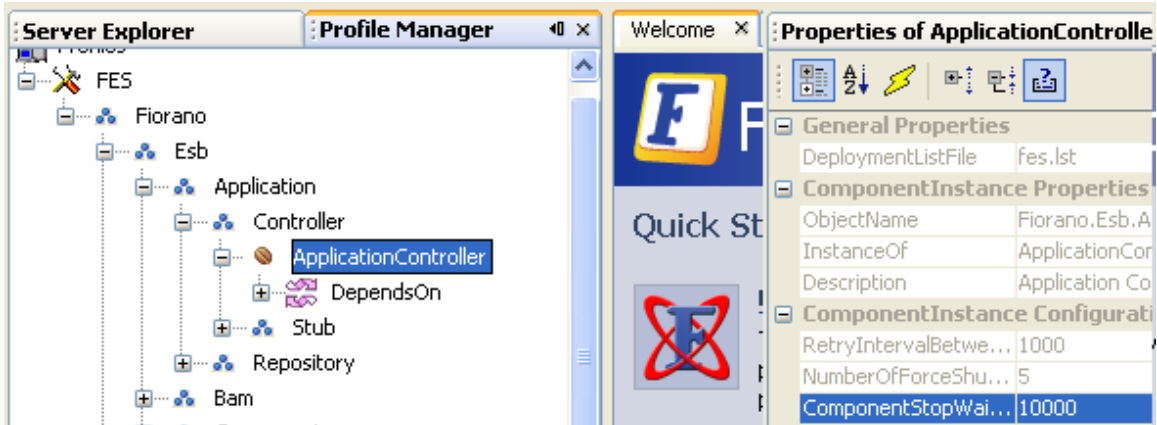 Server Explorer
Profile Manager
Profiles
FES
Fiorano
Esb
Application
Controller
ApplicationController
DependsOn
Stub
Repository
Bam
Welcome
F
F
Quick St
F
Properties of ApplicationControlle
General Properties
DeploymentListFile fes.lst
ComponentInstance Properties
ObjectName Fiorano.Esb.A
InstanceOf ApplicationCor
Description Application Co
ComponentInstance Configurati
RetryIntervalBetwe... 1000
NumberOfForceShu... 5
ComponentStopWai... 10000